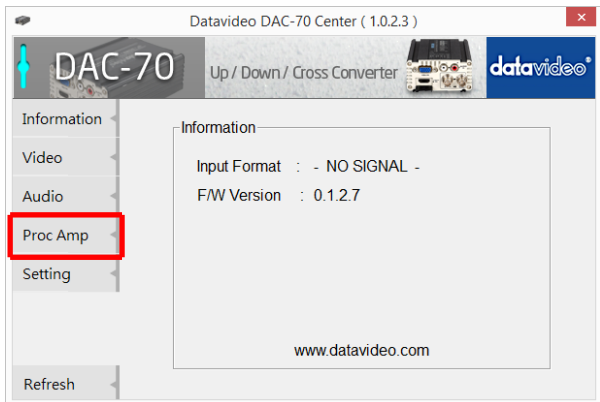 Datavideo DAC-70 Center ( 1.0.2.3 )
DAC-70
Up / Down / Cross Converter
datavideo®
Information
Video
Audio
Proc Amp
Setting
Refresh
Information
Input Format : - NO SIGNAL -
F/W Version : 0.1.2.7
www.datavideo.com